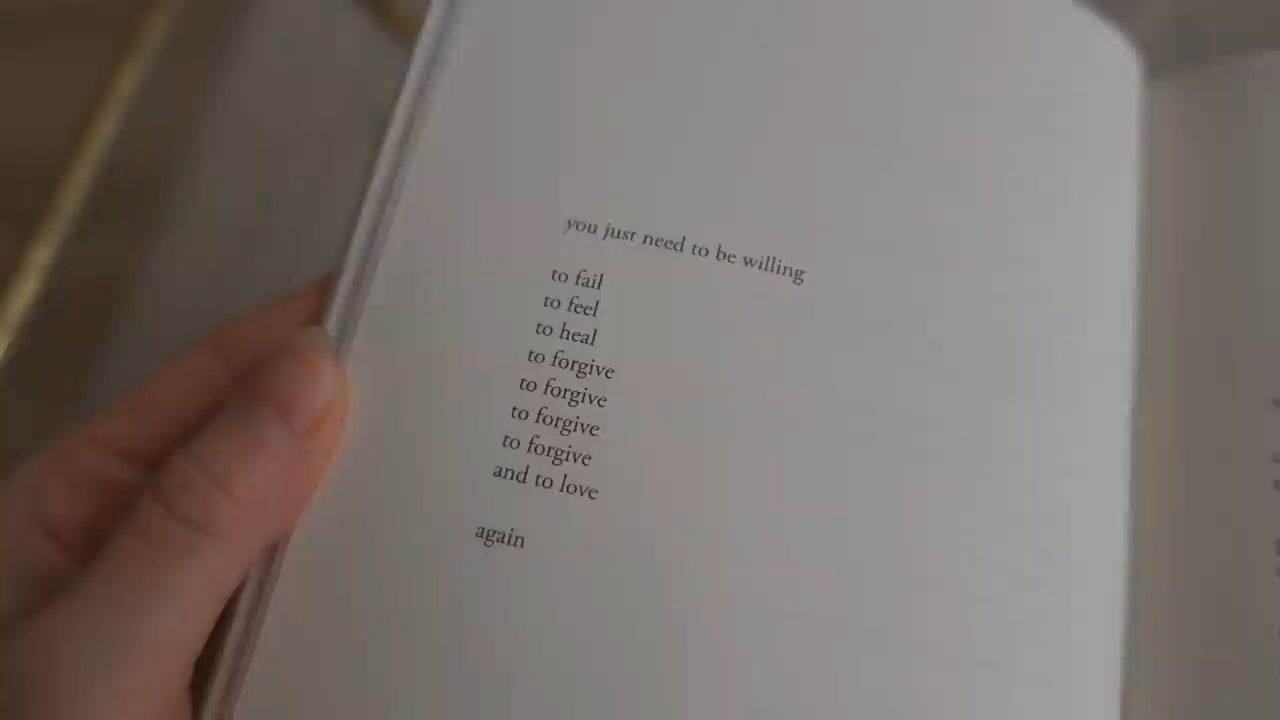 you just need to be willing
to fail
to feel
to heal
to forgive
to forgive
to forgive
to forgive
and to love
again